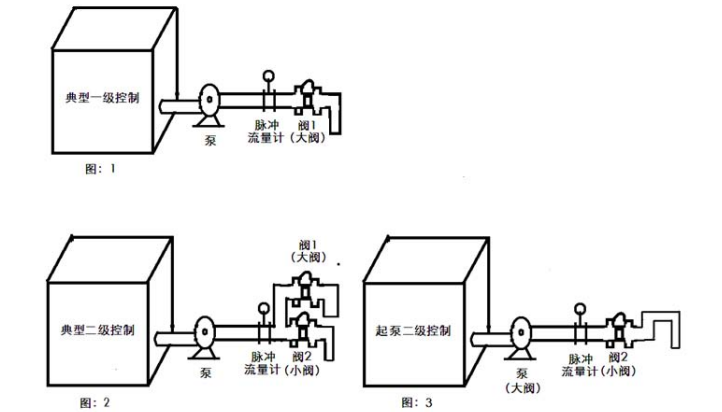 典型一级控制
泵
脉冲 阀1
流量计(大阀)
图：1
阀1
(大阀)
典型二级控制
泵
脉冲 阀2
流量计(小阀)
图：2
起泵二级控制
泵
(大阀)
脉冲 阀2
流量计(小阀)
图：3